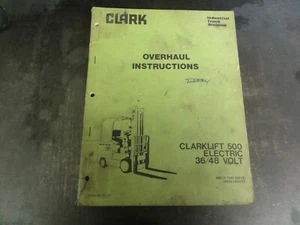 CLARK
Industrial
Truck
Division
OVERHAUL
INSTRUCTIONS
CLARKLIFT 500
ELECTRIC
36/48 VOLT